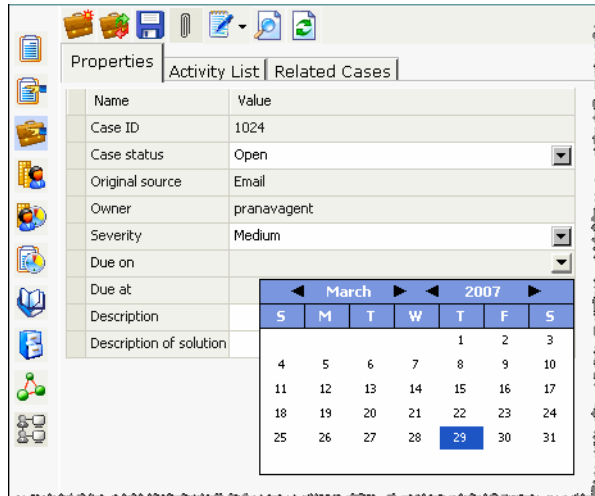 Properties Activity List Related Cases
Name Value
Case ID 1024
Case status Open
Original source Email
Owner pranavagent
Severity Medium
Due on
Due at
Description
Description of solution
March 2007
S M T W T F S
1 2 3
4 5 6 7 8 9 10
11 12 13 14 15 16 17
18 19 20 21 22 23 24
25 26 27 28 29 30 31